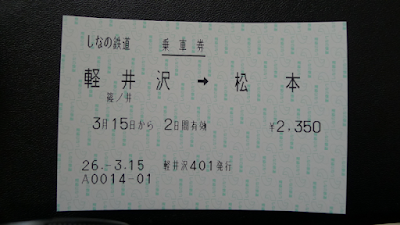 しなの鉄道 乗車券
軽井沢 → 松本
篠ノ井
3月15日から 2日間有効 ¥2,350
26.-3.15 軽井沢401発行
A0014-01